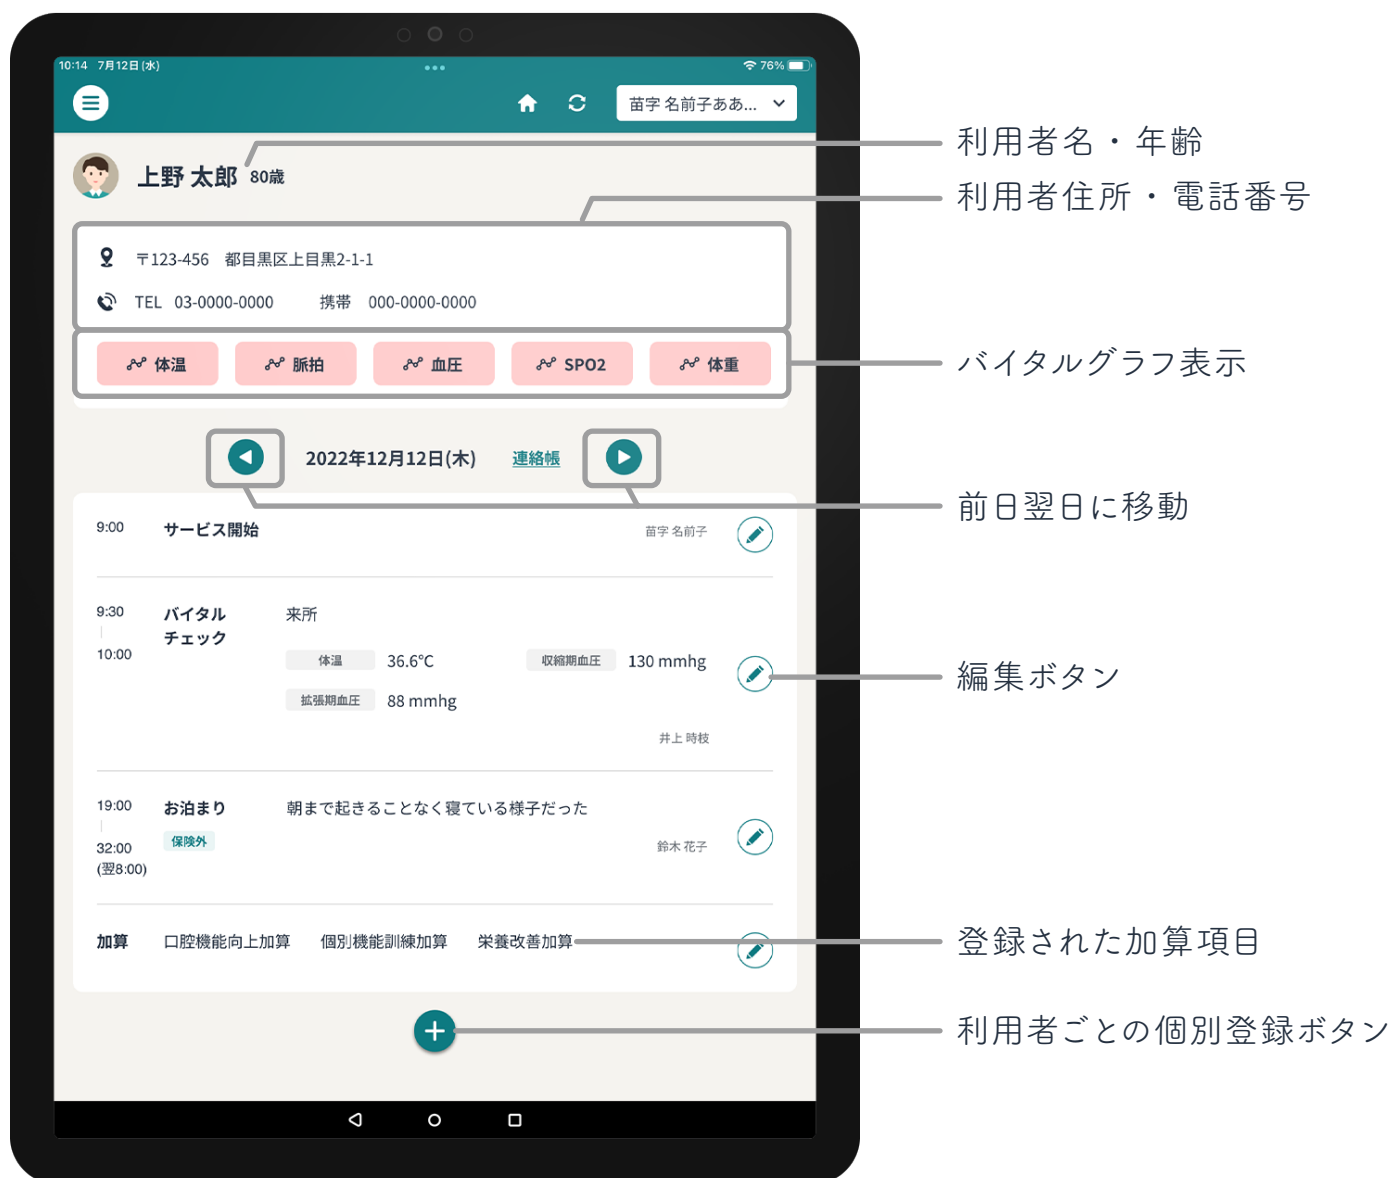 10:14 7月12日(水)
76%
苗字 名前子ああ...
上野 太郎 80歳
〒123-456 都目黒区上目黒2-1-1
TEL 03-0000-0000 携帯 000-0000-0000
体温 脈拍 血圧 SPO2 体重
2022年12月12日(木) 連絡帳
9:00 サービス開始 苗字 名前子
9:30 バイタル 来所
チェック
10:00
体温 36.6℃ 収縮期血圧 130 mmhg
拡張期血圧 88 mmhg
井上 時枝
19:00 お泊まり 朝まで起きることなく寝ている様子だった
保険外
32:00
(翌8:00)
鈴木 花子
加算 口腔機能向上加算 個別機能訓練加算 栄養改善加算
利用者名・年齢
利用者住所・電話番号
バイタルグラフ表示
前日翌日に移動
編集ボタン
登録された加算項目
利用者ごとの個別登録ボタン